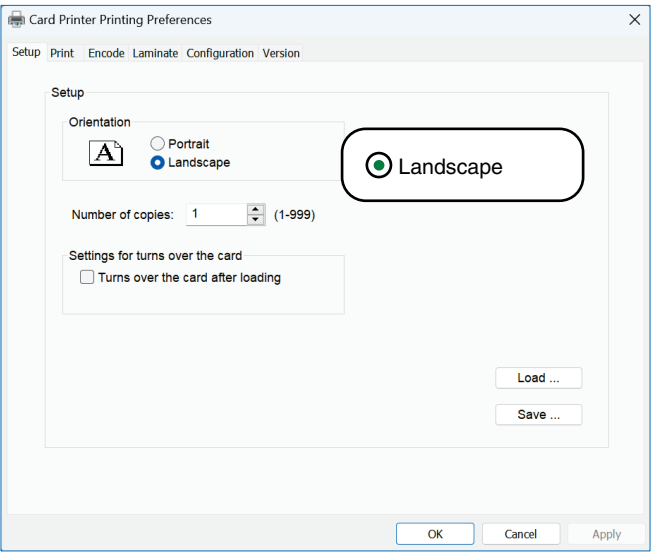 Card Printer Printing Preferences
Setup Print Encode Laminate Configuration Version
Setup
Orientation
A
Portrait
Landscape
Landscape
Number of copies: 1 (1-999)
Settings for turns over the card
Turns over the card after loading
Load ...
Save ...
OK Cancel Apply